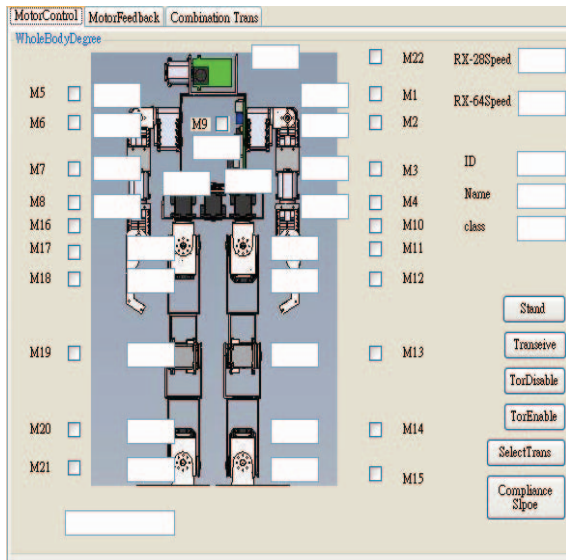 MotorControl MotorFeedback Combination Trans
WholeBodyDegree
M22 RX-28Speed
M5 M1
RX-64Speed
M6 M9 M2
M7 M3 ID
Name
M8 M4
M16 M10 class
M17 M11
M18 M12
Stand
M19 M13 Transeive
TorDisable
TorEnable
M20 M14
SelectTrans
M21 M15
Compliance
Slpoe